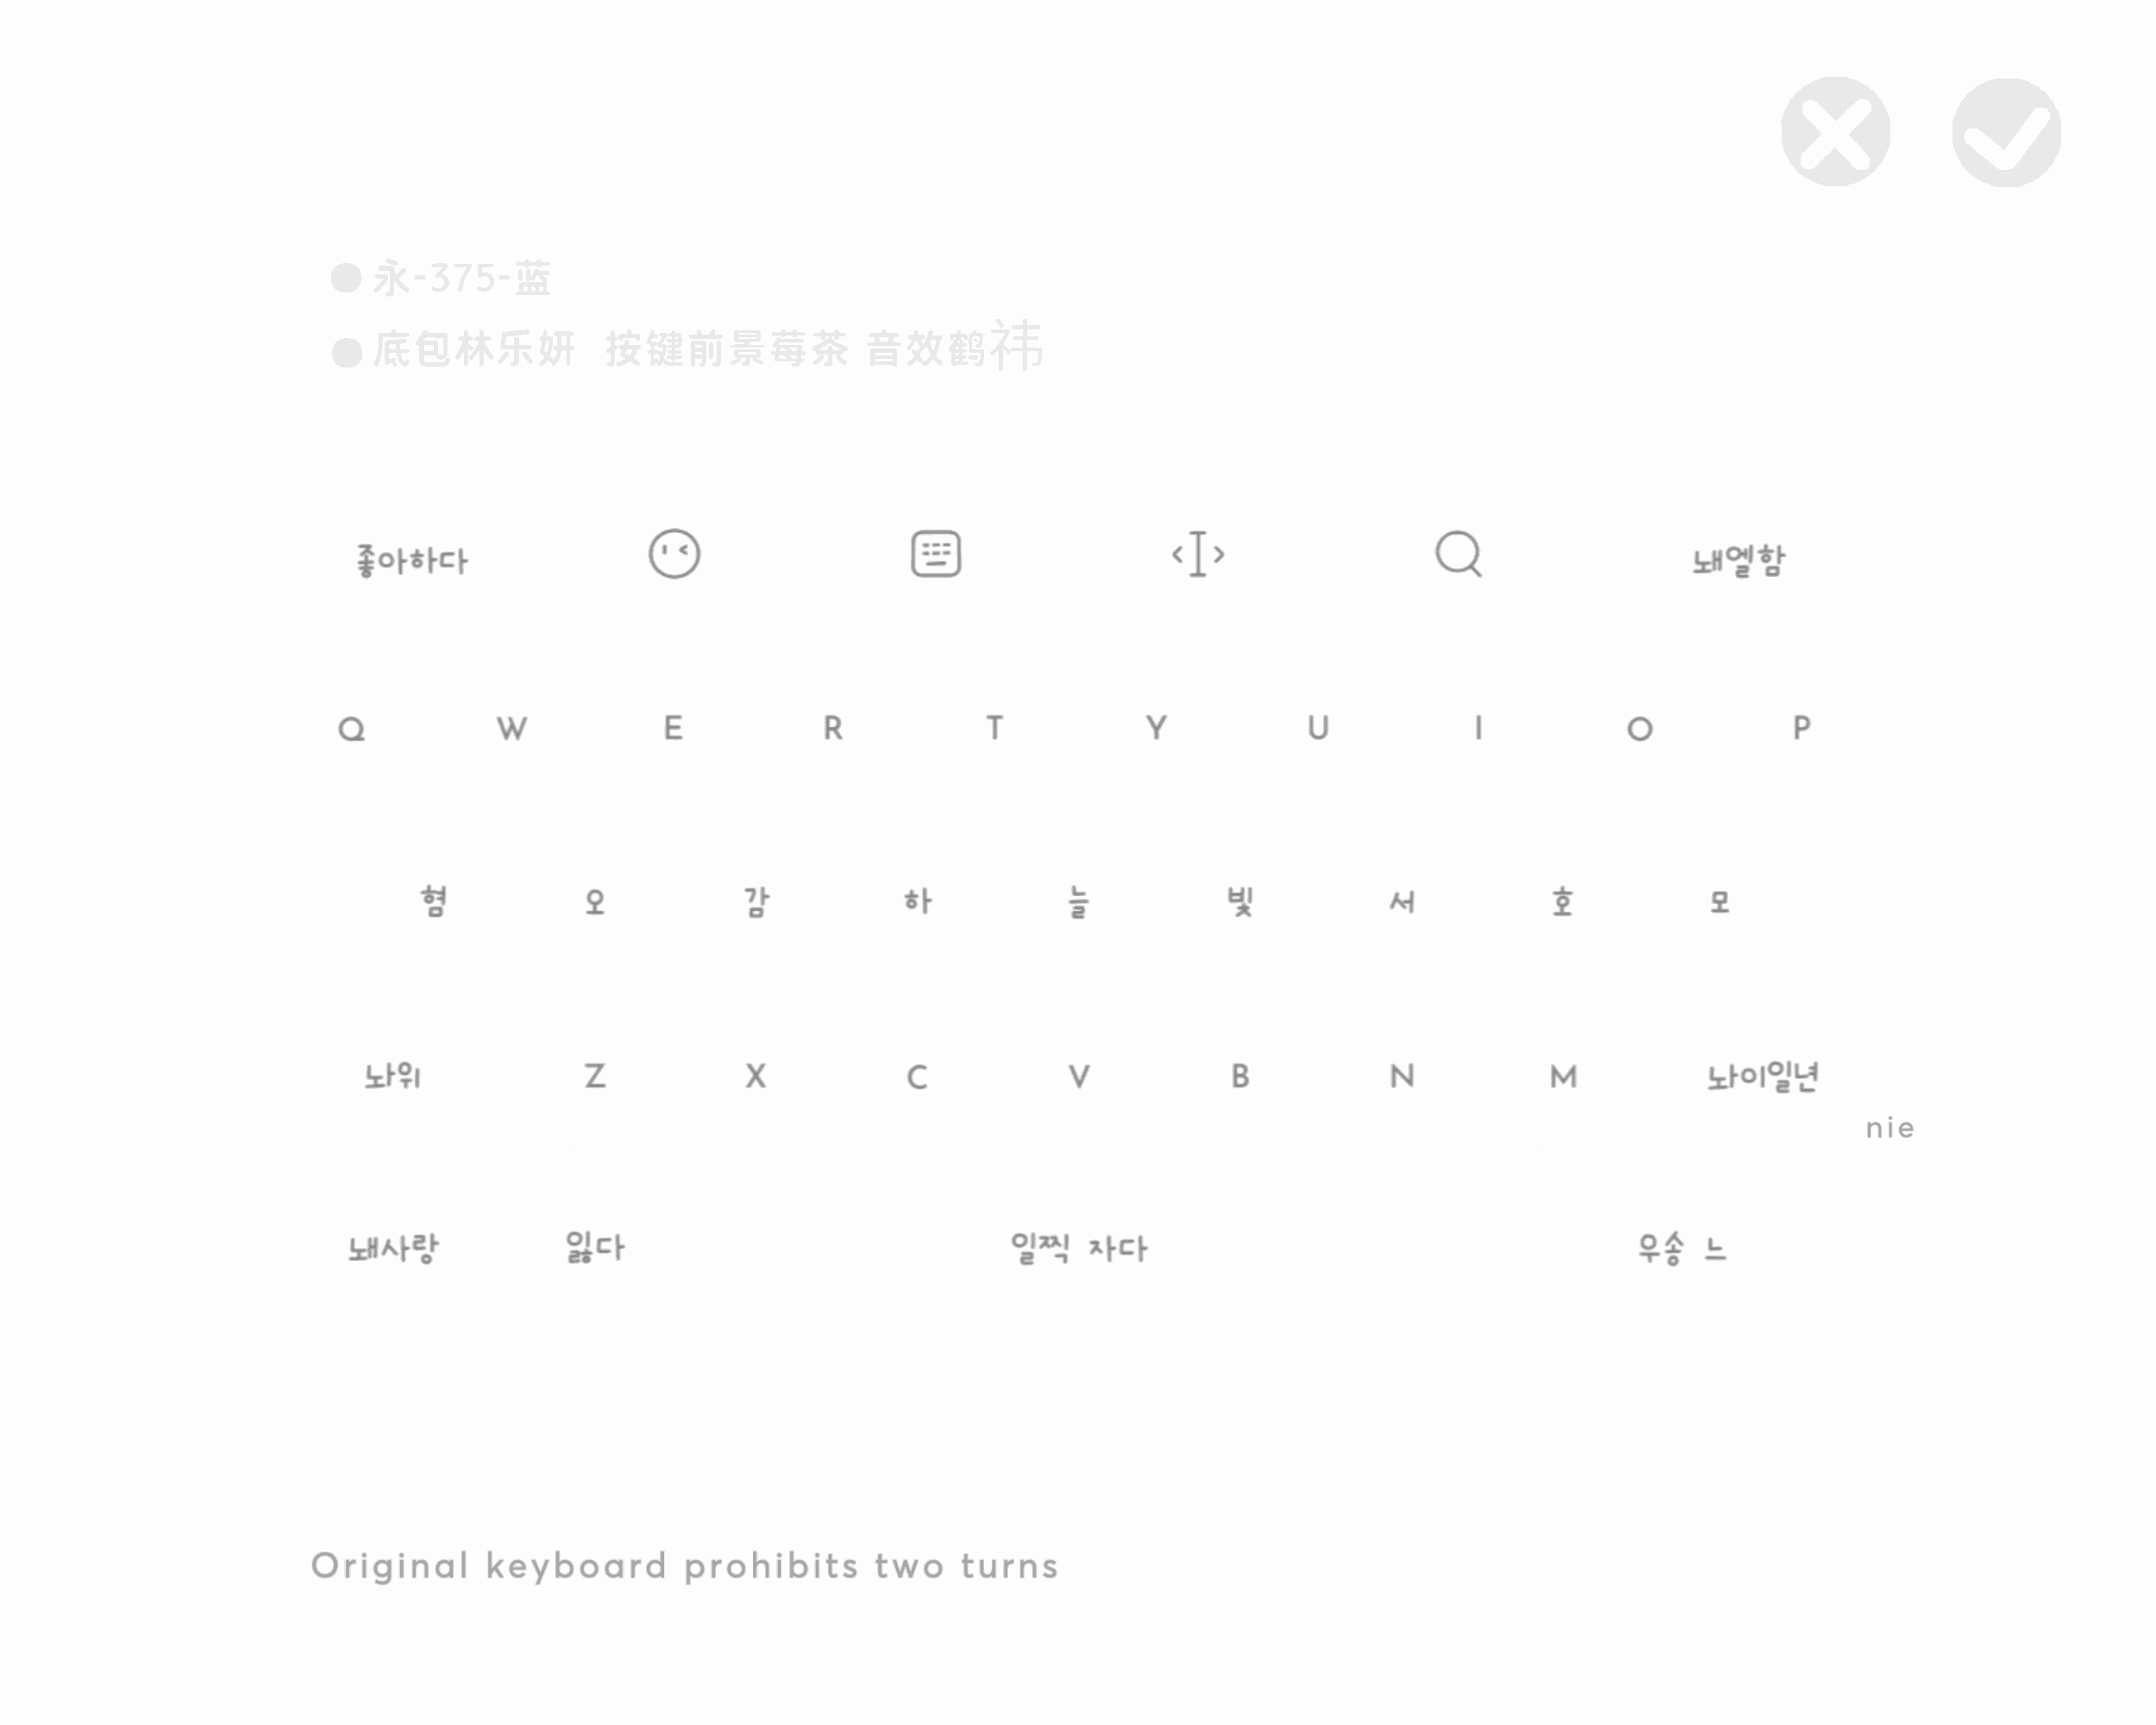 永-375-蓝
底包林乐妍 按键前景莓茶 音效鹤祎
좋아하다 놰엘함
Q W E R T Y U I O P
혐 오 감 하 늘 빛 서 호 모
놔위 Z X C V B N M 놔이일년
nie
놰사랑 잃다 일찍 자다 우송 느
Original keyboard prohibits two turns